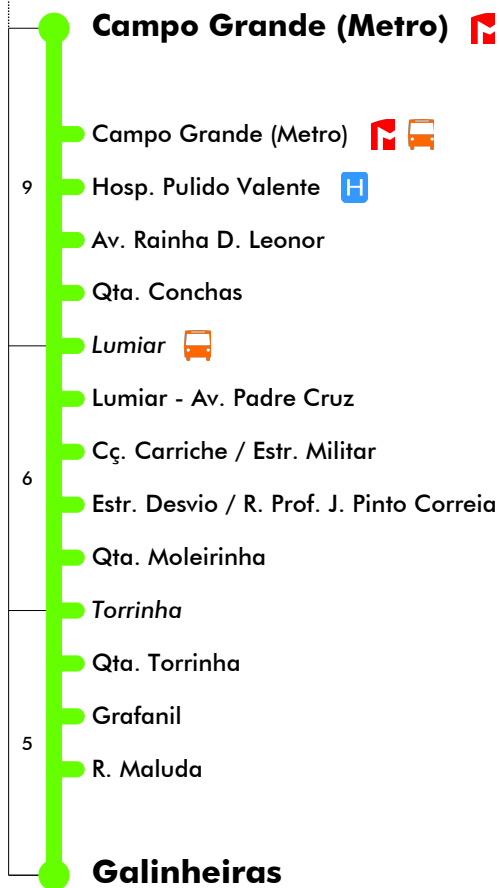 Campo Grande (Metro)
Campo Grande (Metro)
9
Hosp. Pulido Valente H
Av. Rainha D. Leonor
Qta. Conchas
Lumiar
Lumiar - Av. Padre Cruz
Cç. Carriche / Estr. Militar
6
Estr. Desvio / R. Prof. J. Pinto Correia
Qta. Moleirinha
Torrinha
Qta. Torrinha
Grafanil
5
R. Maluda
Galinheiras